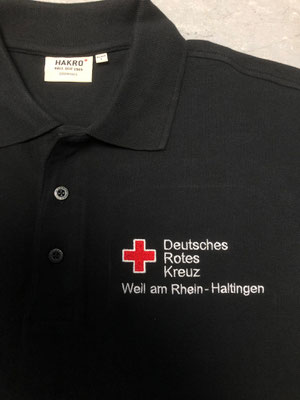 HAKRO®
Deutsches
Rotes
Kreuz
Weil am Rhein-Haltingen